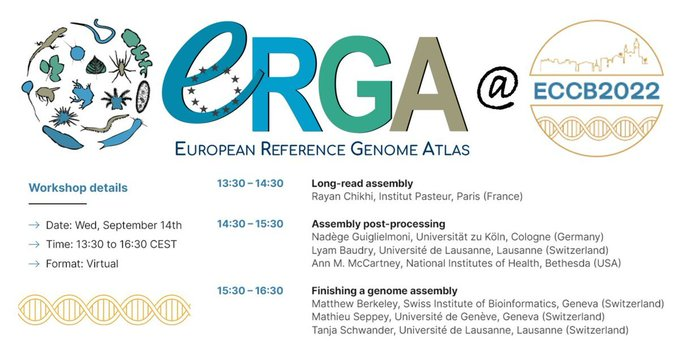 eRGA
@
ECCB2022
EUROPEAN REFERENCE GENOME ATLAS
Workshop details
→ Date: Wed, September 14th
→ Time: 13:30 to 16:30 CEST
→ Format: Virtual
13:30 – 14:30 Long-read assembly
Rayan Chikhi, Institut Pasteur, Paris (France)
14:30 – 15:30 Assembly post-processing
Nadège Guiglielmoni, Universität zu Köln, Cologne (Germany)
Lyam Baudry, Université de Lausanne, Lausanne (Switzerland)
Ann M. McCartney, National Institutes of Health, Bethesda (USA)
15:30 – 16:30 Finishing a genome assembly
Matthew Berkeley, Swiss Institute of Bioinformatics, Geneva (Switzerland)
Mathieu Seppey, Université de Genève, Geneva (Switzerland)
Tanja Schwander, Université de Lausanne, Lausanne (Switzerland)